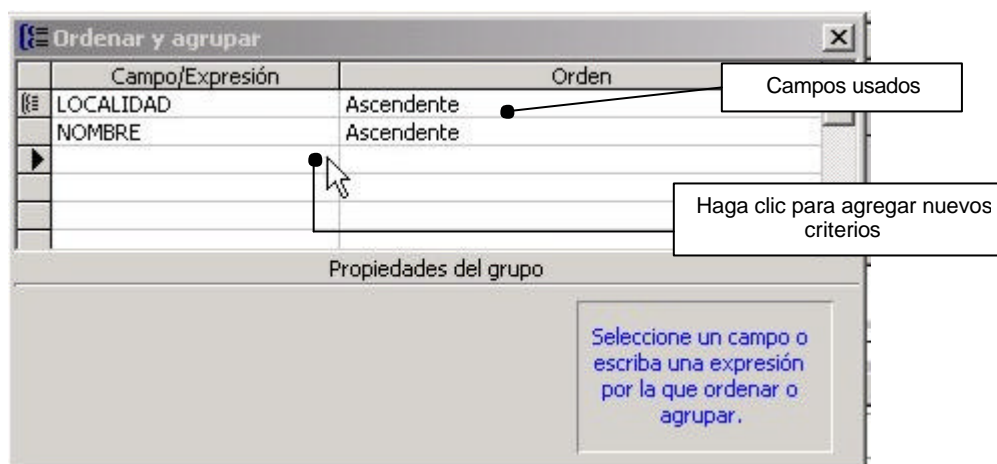 Ordenar y agrupar
Campo/Expresión Orden
LOCALIDAD Ascendente
NOMBRE Ascendente
Campos usados
Haga clic para agregar nuevos
criterios
Propiedades del grupo
Seleccione un campo o
escriba una expresión
por la que ordenar o
agrupar.